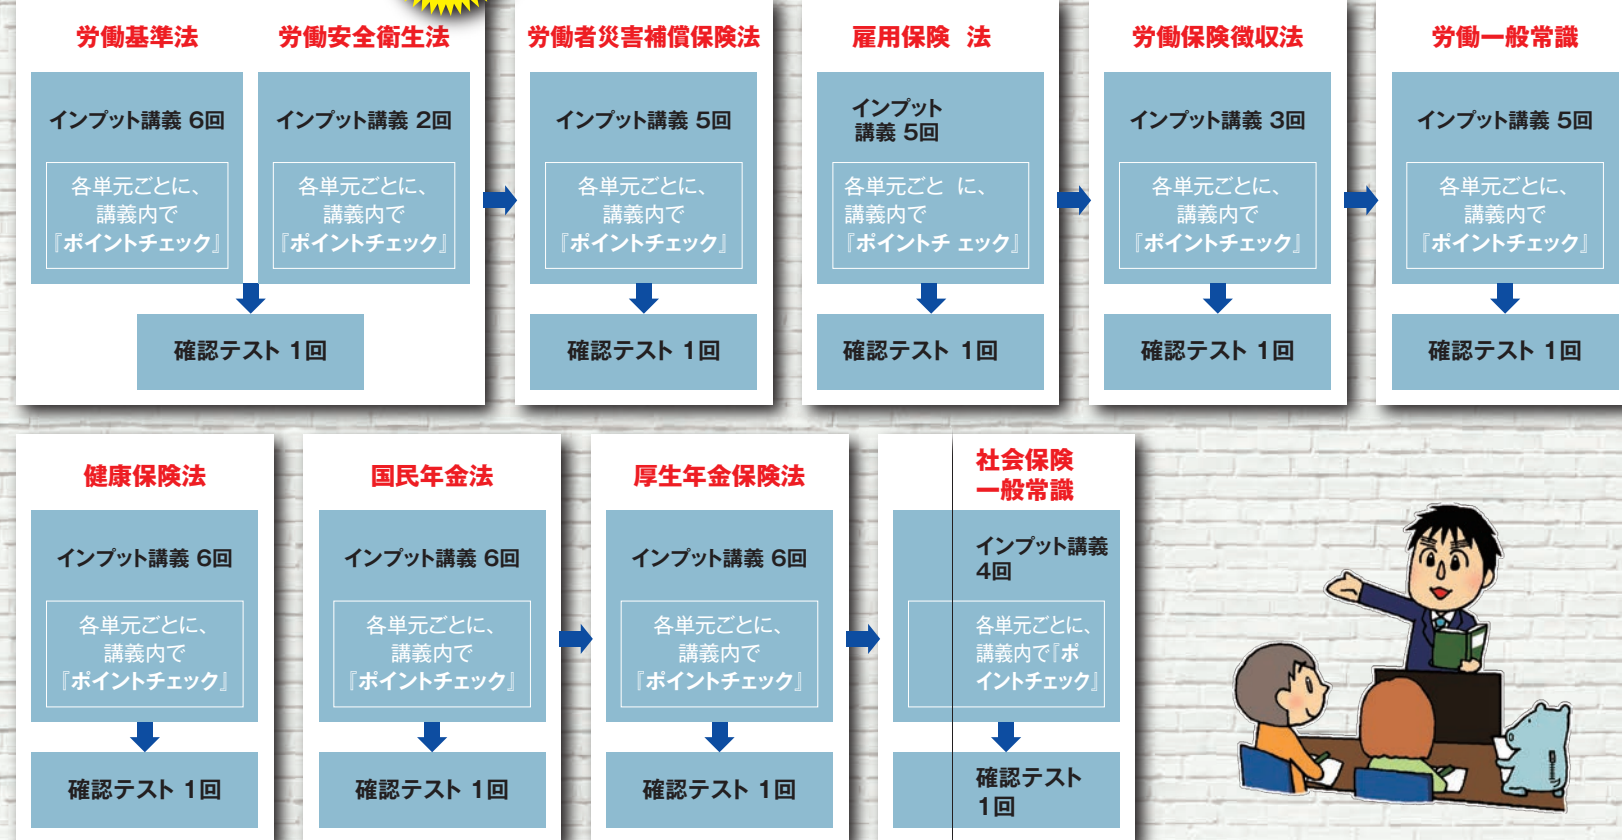 労働基準法
インプット講義 6回
各単元ごとに、
講義内で
『ポイントチェック』
労働安全衛生法
インプット講義 2回
各単元ごとに、
講義内で
『ポイントチェック』
確認テスト 1回
労働者災害補償保険法
インプット講義 5回
各単元ごとに、
講義内で
『ポイントチェック』
確認テスト 1回
雇用保険 法
インプット
講義 5回
各単元ごと に、
講義内で
『ポイントチ ェック』
確認テスト 1回
労働保険徴収法
インプット講義 3回
各単元ごとに、
講義内で
『ポイントチェック』
確認テスト 1回
労働一般常識
インプット講義 5回
各単元ごとに、
講義内で
『ポイントチェック』
確認テスト 1回
健康保険法
インプット講義 6回
各単元ごとに、
講義内で
『ポイントチェック』
確認テスト 1回
国民年金法
インプット講義 6回
各単元ごとに、
講義内で
『ポイントチェック』
確認テスト 1回
厚生年金保険法
インプット講義 6回
各単元ごとに、
講義内で
『ポイントチェック』
確認テスト 1回
社会保険
一般常識
インプット講義
4回
各単元ごとに、
講義内で『ポ
イントチェック』
確認テスト
1回